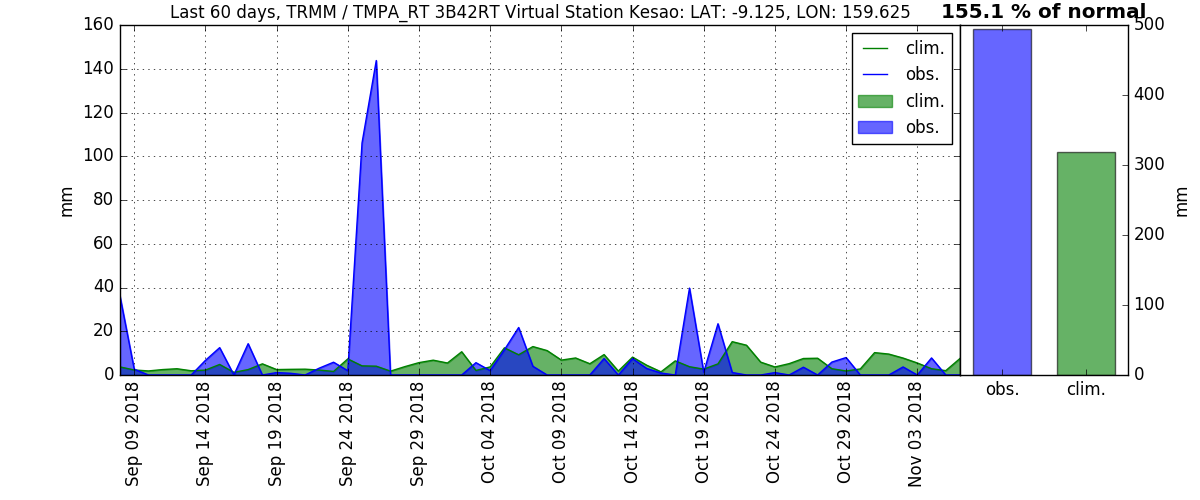 Last 60 days, TRMM / TMPA_RT 3B42RT Virtual Station Kesao: LAT: -9.125, LON: 159.625
155.1 % of normal
160
140
120
100
80
60
40
20
0
mm
clim.
obs.
clim.
obs.
Sep 09 2018
Sep 14 2018
Sep 19 2018
Sep 24 2018
Sep 29 2018
Oct 04 2018
Oct 09 2018
Oct 14 2018
Oct 19 2018
Oct 24 2018
Oct 29 2018
Nov 03 2018
500
400
300
200
100
0
mm
obs.
clim.